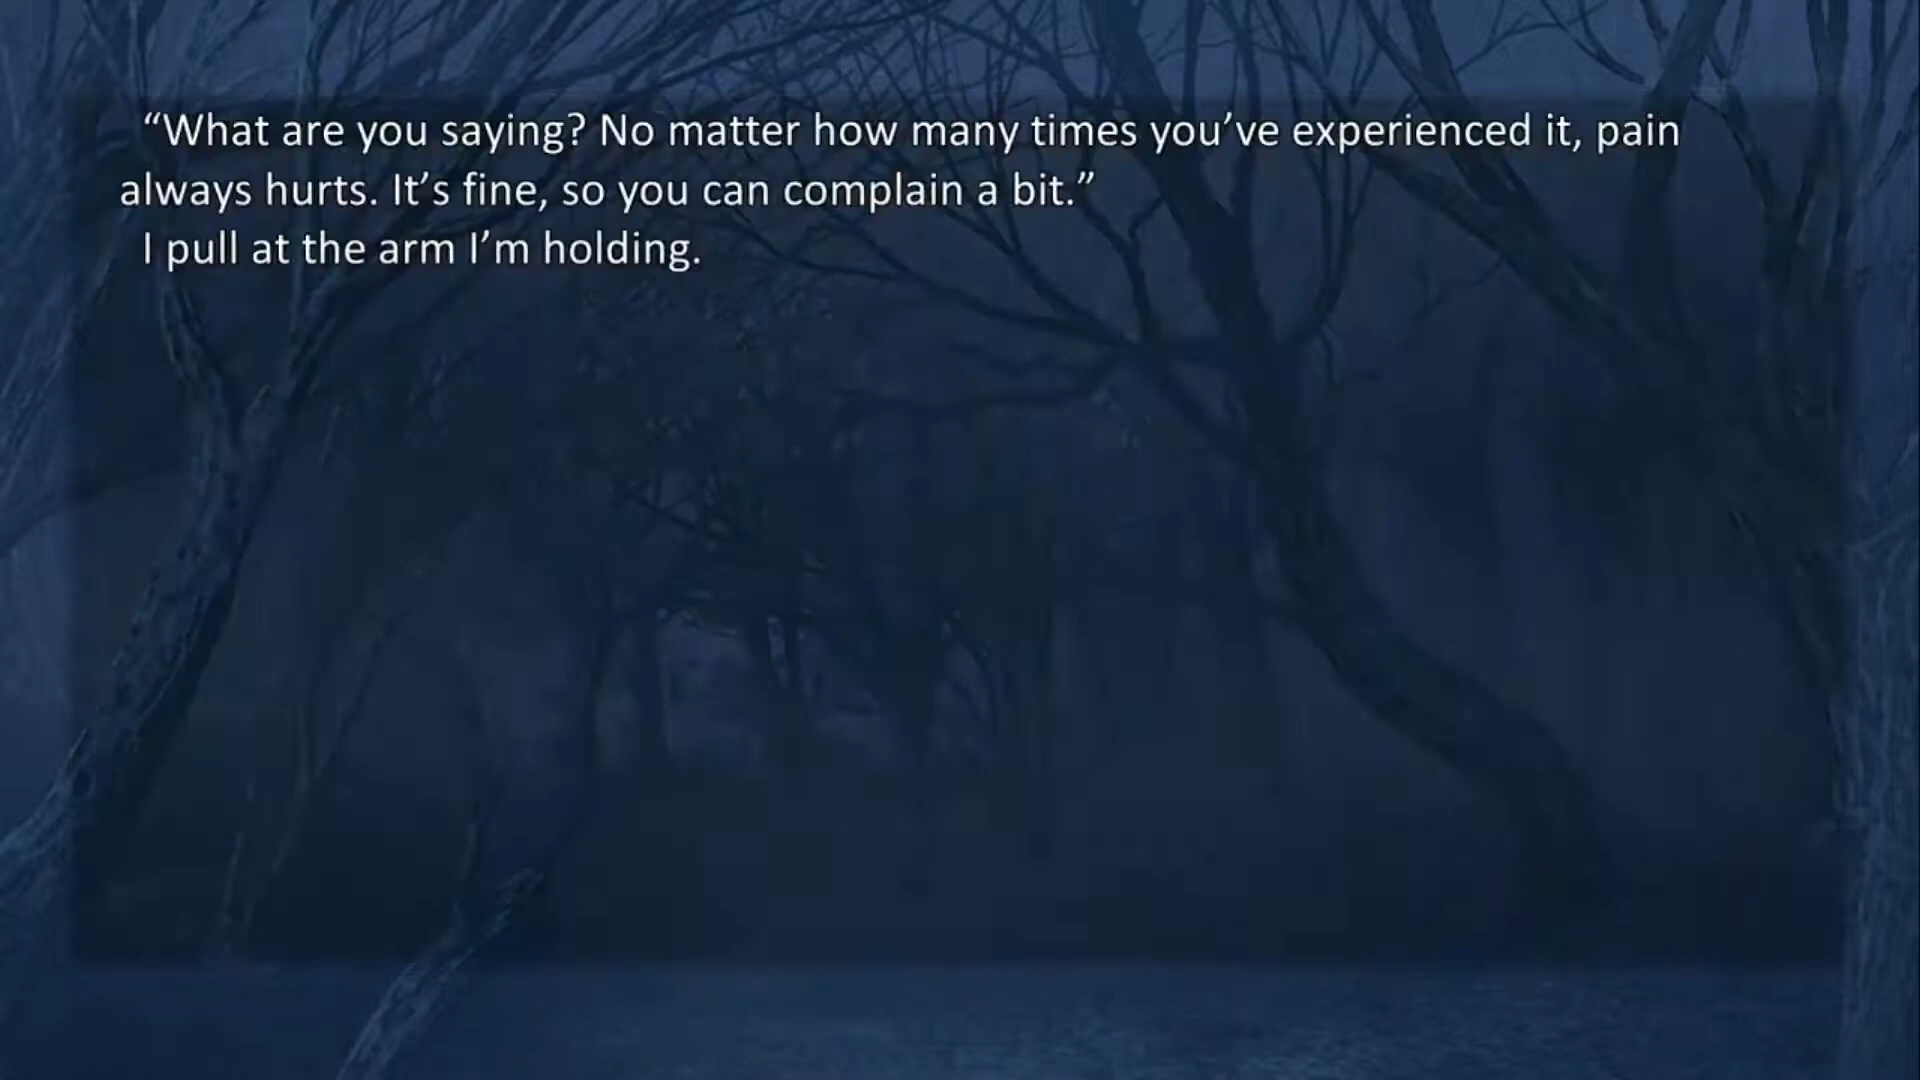 “What are you saying? No matter how many times you’ve experienced it, pain
always hurts. It’s fine, so you can complain a bit.”
I pull at the arm I’m holding.